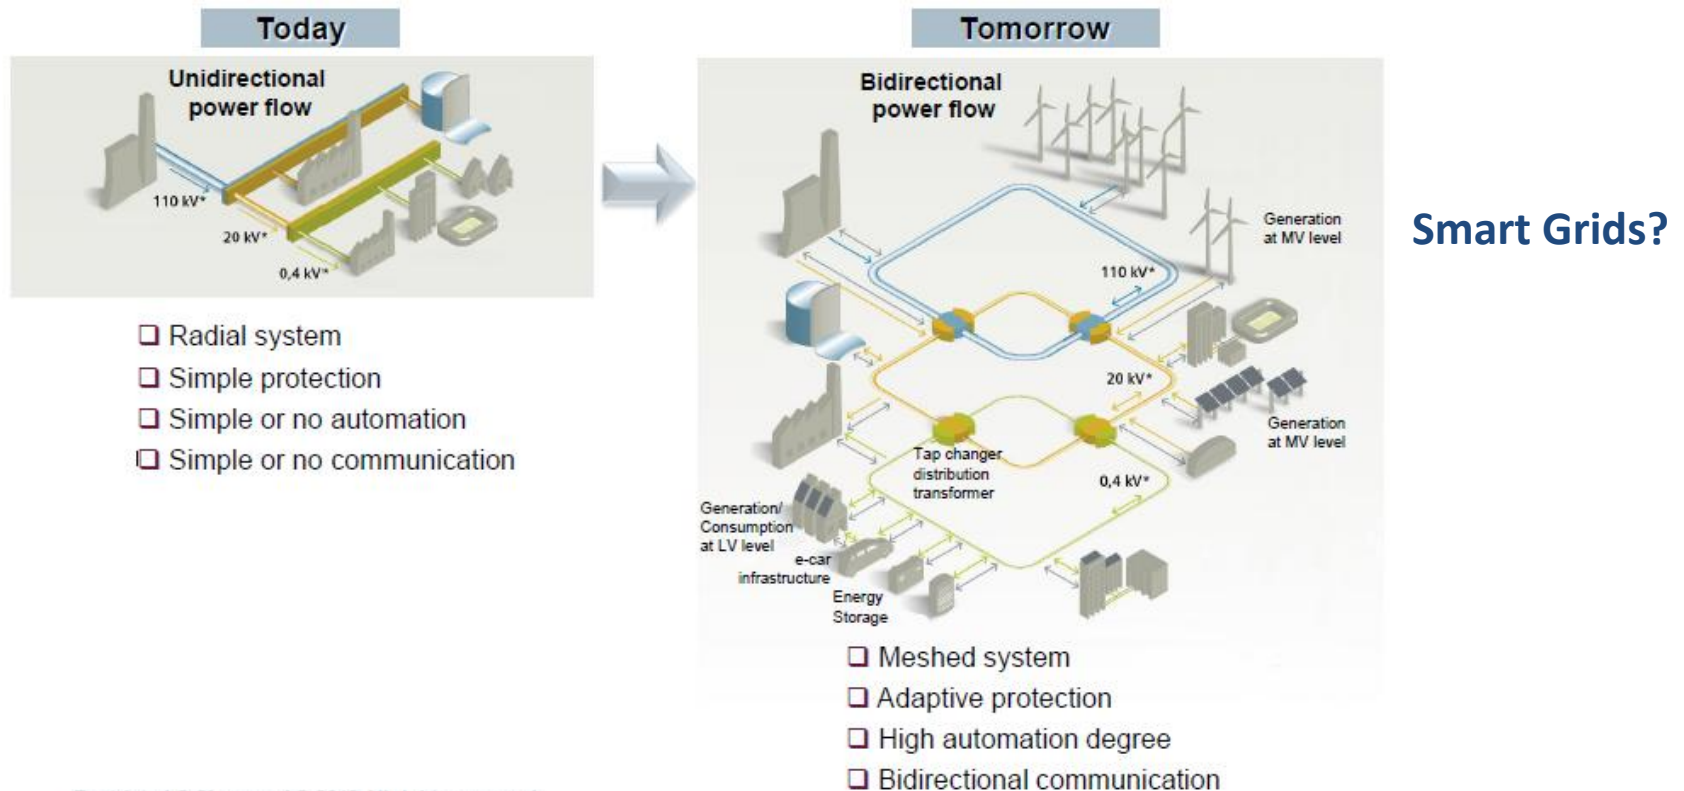 Today
Unidirectional
power flow
110 kV*
20 kV*
0,4 kV*
❑ Radial system
❑ Simple protection
❑ Simple or no automation
❑ Simple or no communication
Tomorrow
Bidirectional
power flow
Generation
at MV level
110 kV*
20 kV*
Generation
at MV level
Tap changer
distribution
transformer
0,4 kV*
Generation/
Consumption
at LV level
e-car
infrastructure
Energy
Storage
❑ Meshed system
❑ Adaptive protection
❑ High automation degree
❑ Bidirectional communication
Smart Grids?